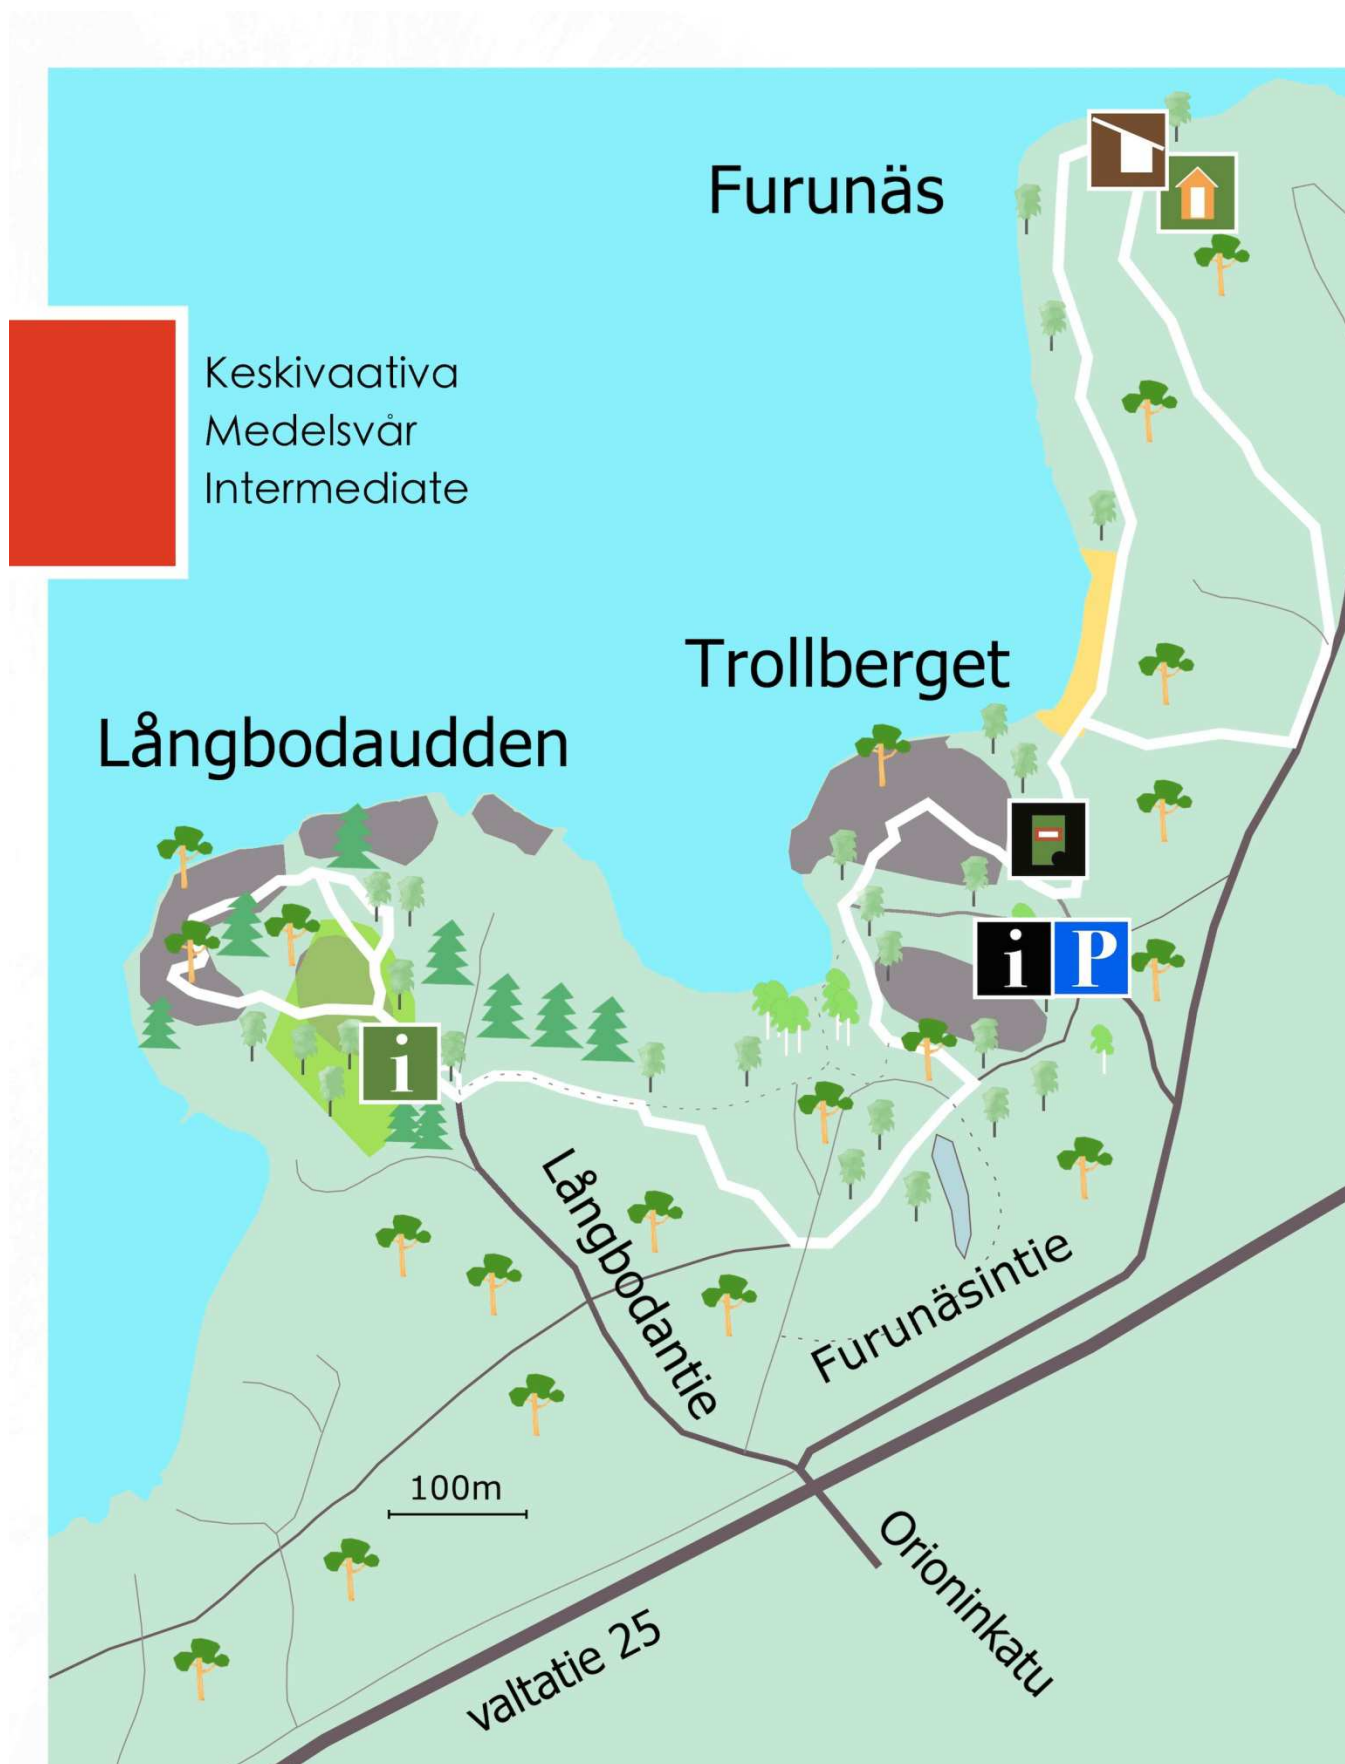 Furunäs
Keskivaativa
Medelsvår
Intermediate
Trollberget
Långbodaudden
i P
i
Långbodantie
Furunäsintie
100m
Orioninkatu
valtatie 25